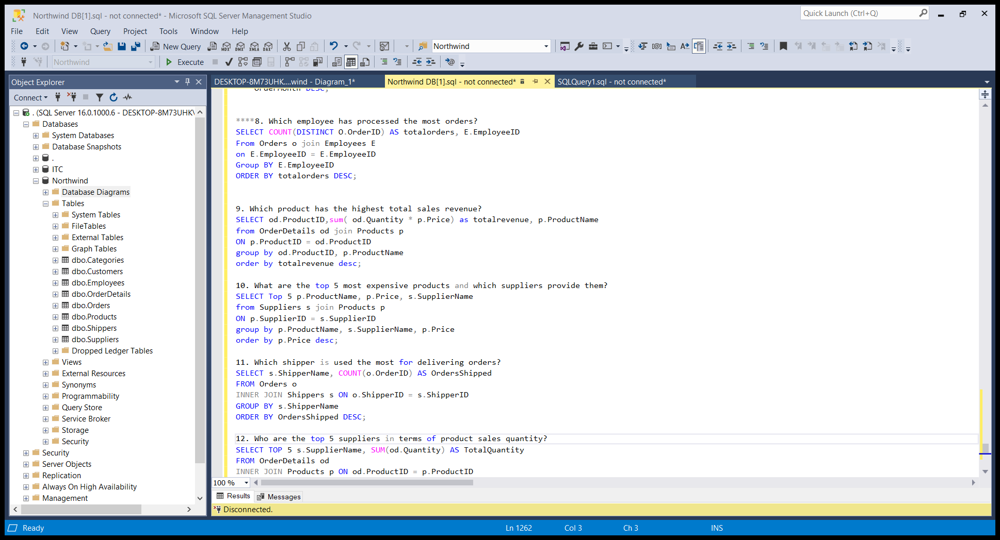 Northwind DB[1].sql - not connected* - Microsoft SQL Server Management Studio
Quick Launch (Ctrl+Q)
File Edit View Query Project Tools Window Help
New Query
MDX DMX XMLA DAX
Northwind
Northwind
Execute
Object Explorer
Connect
. (SQL Server 16.0.1000.6 - DESKTOP-8M73UHK\
Databases
System Databases
Database Snapshots
.
ITC
Northwind
Database Diagrams
Tables
System Tables
FileTables
External Tables
Graph Tables
dbo.Categories
dbo.Customers
dbo.Employees
dbo.OrderDetails
dbo.Orders
dbo.Products
dbo.Shippers
dbo.Suppliers
Dropped Ledger Tables
Views
External Resources
Synonyms
Programmability
Query Store
Service Broker
Storage
Security
Security
Server Objects
Replication
Always On High Availability
Management
DESKTOP-8M73UHK....wind - Diagram_1*
Northwind DB[1].sql - not connected*
SQLQuery1.sql - not connected*
OrderMonth DESC;
****8. Which employee has processed the most orders?
SELECT COUNT(DISTINCT O.OrderID) AS totalorders, E.EmployeeID
From Orders o join Employees E
on E.EmployeeID = E.EmployeeID
Group BY E.EmployeeID
ORDER BY totalorders DESC;
9. Which product has the highest total sales revenue?
SELECT od.ProductID,sum( od.Quantity * p.Price) as totalrevenue, p.ProductName
from OrderDetails od join Products p
ON p.ProductID = od.ProductID
group by od.ProductID, p.ProductName
order by totalrevenue desc;
10. What are the top 5 most expensive products and which suppliers provide them?
SELECT Top 5 p.ProductName, p.Price, s.SupplierName
from Suppliers s join Products p
ON p.SupplierID = s.SupplierID
group by p.ProductName, s.SupplierName, p.Price
order by p.Price desc;
11. Which shipper is used the most for delivering orders?
SELECT s.ShipperName, COUNT(o.OrderID) AS OrdersShipped
FROM Orders o
INNER JOIN Shippers s ON o.ShipperID = s.ShipperID
GROUP BY s.ShipperName
ORDER BY OrdersShipped DESC;
12. Who are the top 5 suppliers in terms of product sales quantity?
SELECT TOP 5 s.SupplierName, SUM(od.Quantity) AS TotalQuantity
FROM OrderDetails od
INNER JOIN Products p ON od.ProductID = p.ProductID
100 %
Results Messages
Disconnected.
Ready Ln 1262 Col 3 Ch 3 INS